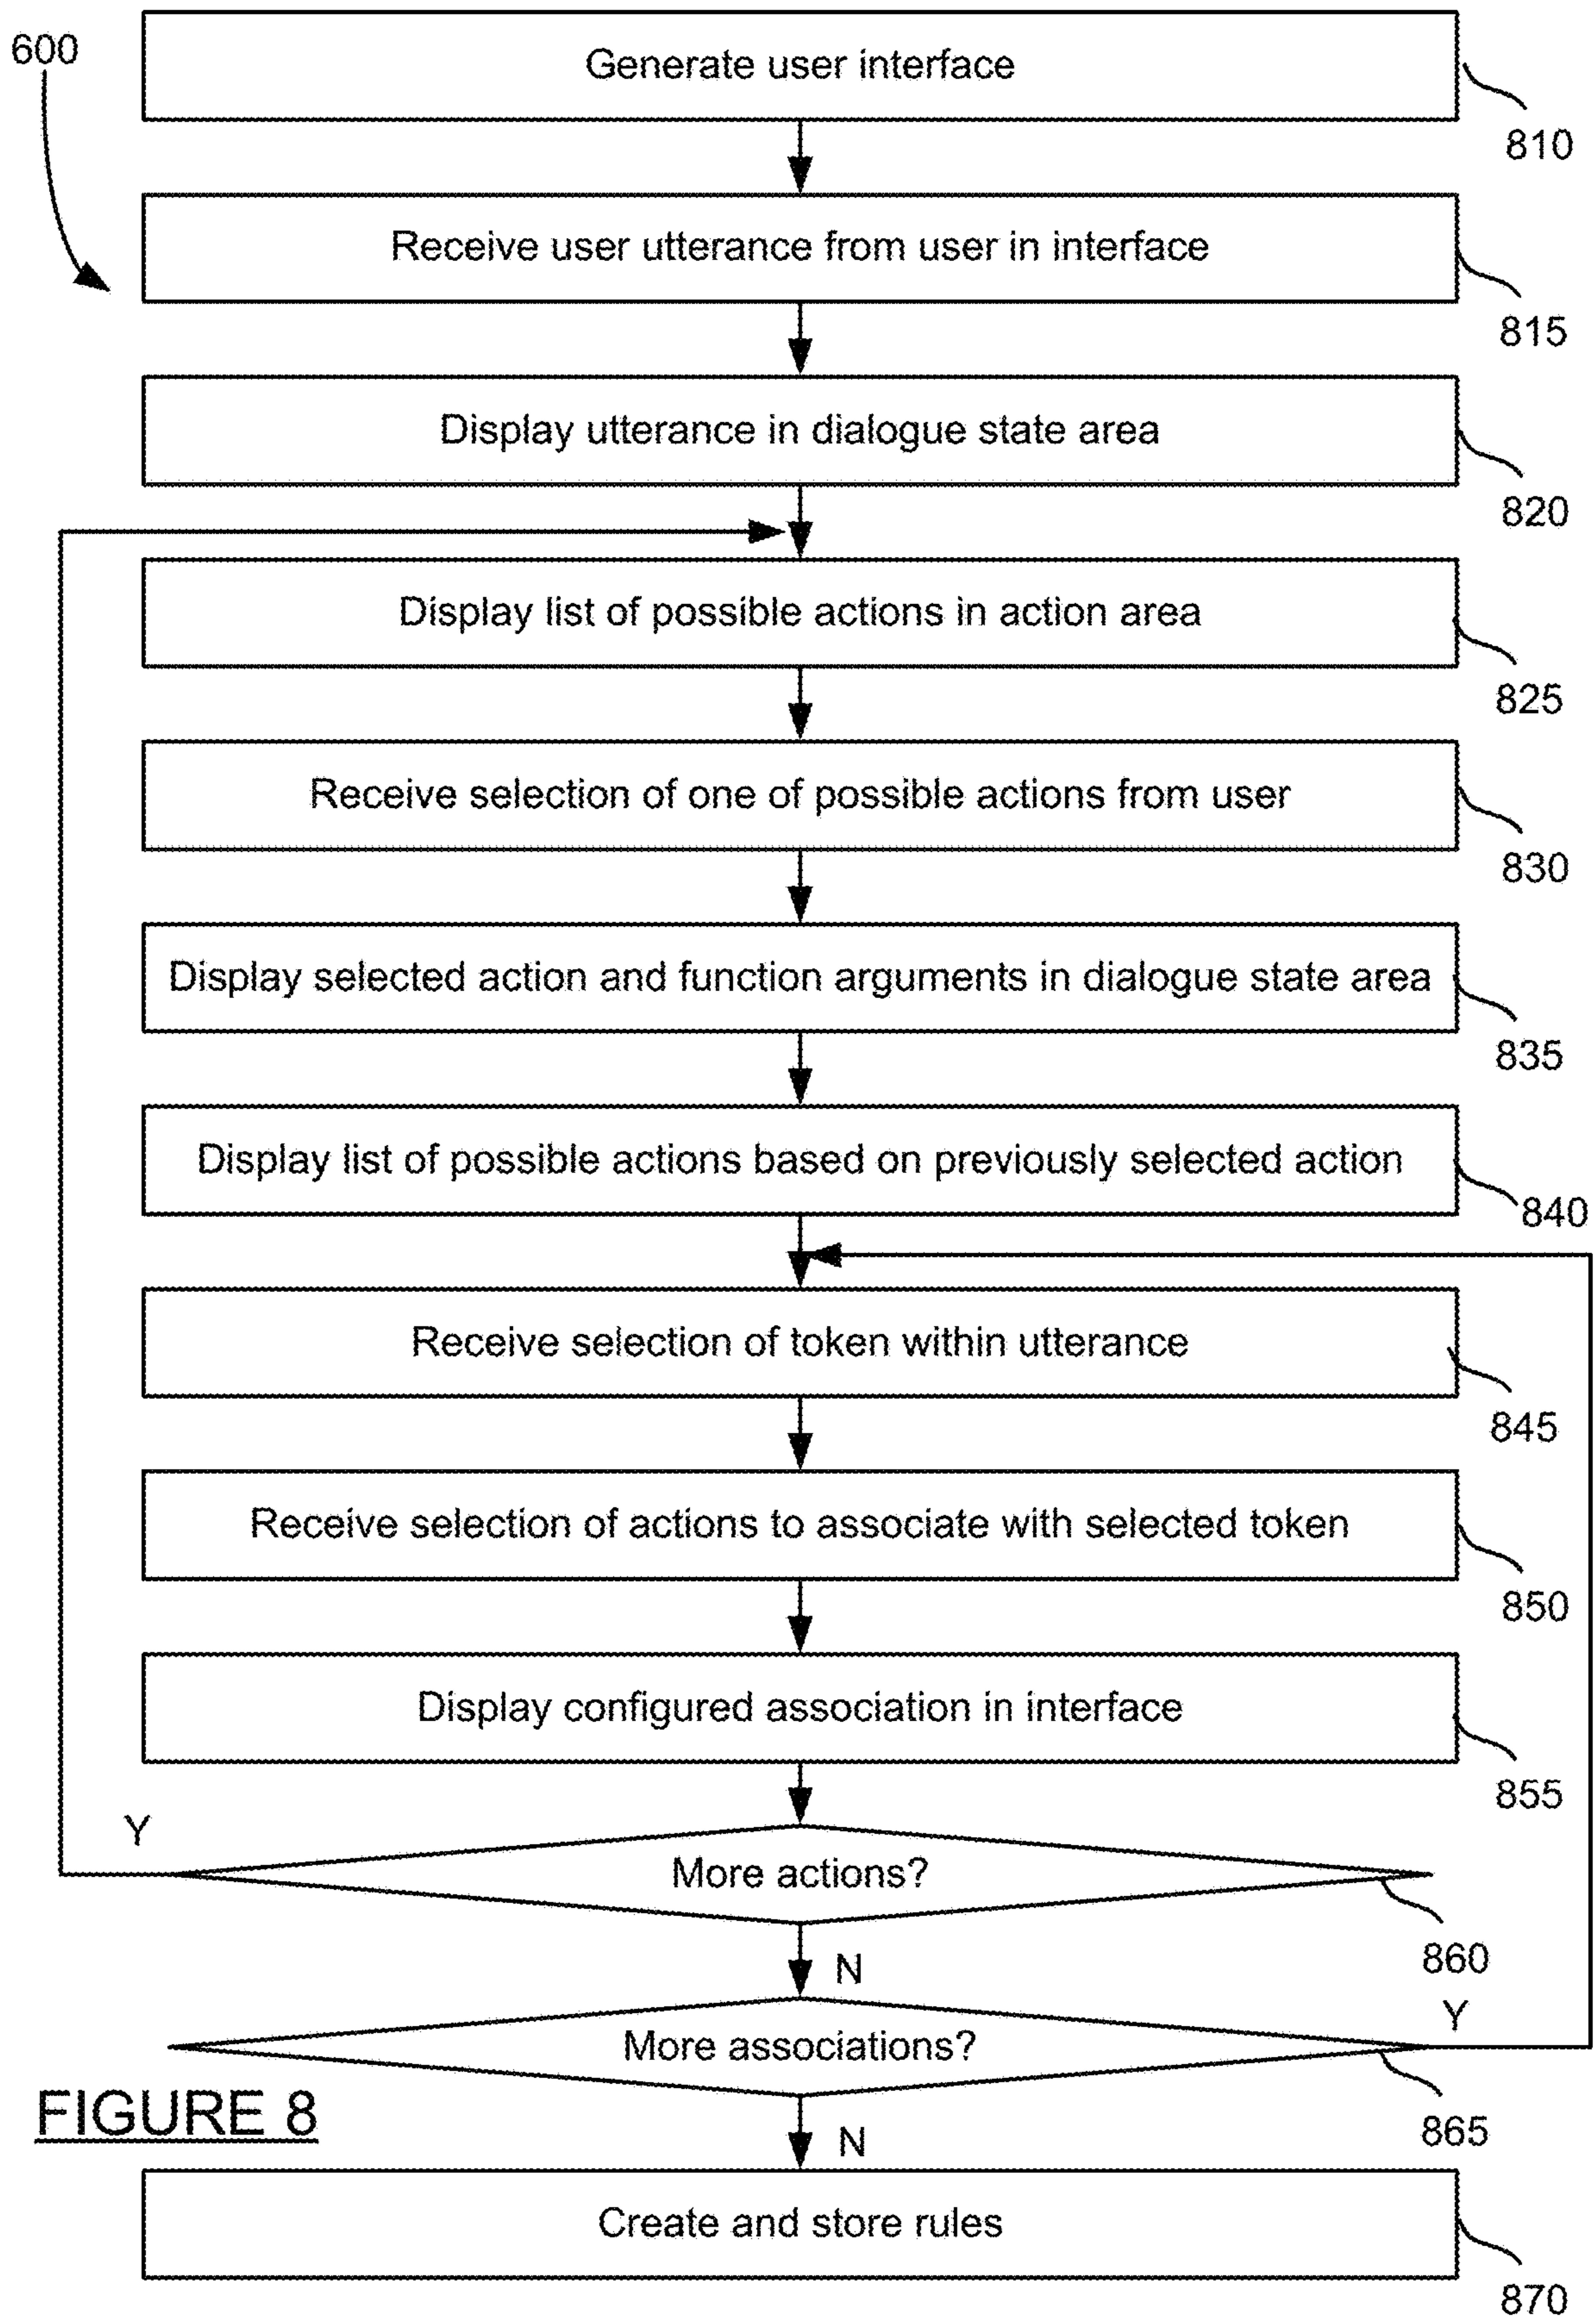 600
Generate user interface
810
Receive user utterance from user in interface
815
Display utterance in dialogue state area
820
Display list of possible actions in action area
825
Receive selection of one of possible actions from user
830
Display selected action and function arguments in dialogue state area
835
Display list of possible actions based on previously selected action
840
Receive selection of token within utterance
845
Receive selection of actions to associate with selected token
850
Display configured association in interface
855
Y
More actions?
860
N
Y
More associations?
865
FIGURE 8
N
Create and store rules
870